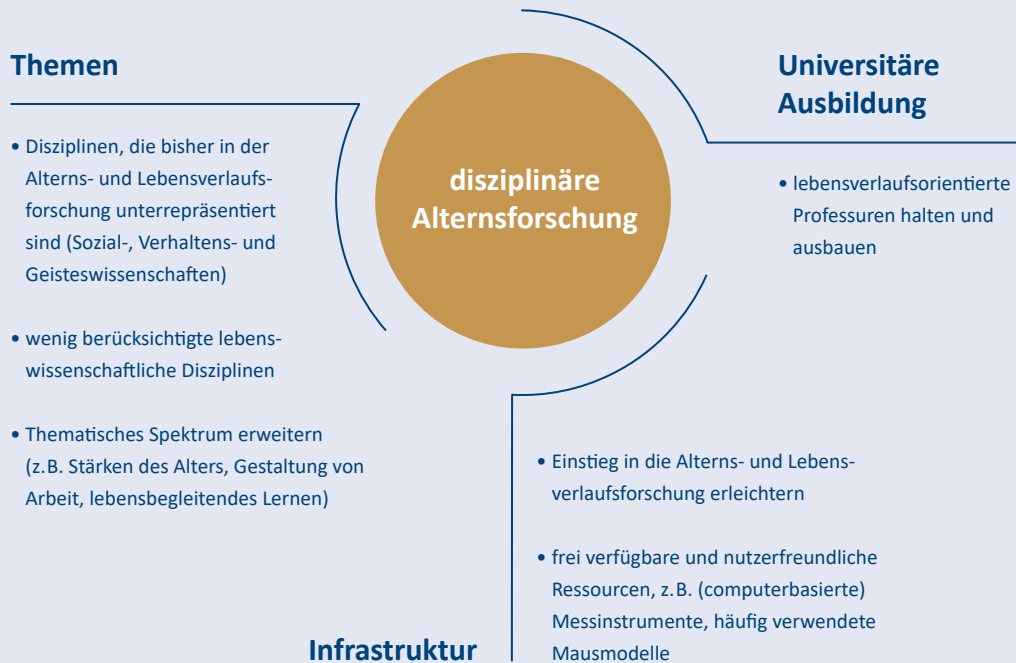 Themen
• Disziplinen, die bisher in der
Alterns- und Lebensverlaufs-
forschung unterrepräsentiert
sind (Sozial-, Verhaltens- und
Geisteswissenschaften)
• wenig berücksichtigte lebens-
wissenschaftliche Disziplinen
• Thematisches Spektrum erweitern
(z.B. Stärken des Alters, Gestaltung von
Arbeit, lebensbegleitendes Lernen)
disziplinäre
Alternsforschung
Universitäre
Ausbildung
• lebensverlaufsorientierte
Professuren halten und
ausbauen
Infrastruktur
• Einstieg in die Alterns- und Lebens-
verlaufsforschung erleichtern
• frei verfügbare und nutzerfreundliche
Ressourcen, z.B. (computerbasierte)
Messinstrumente, häufig verwendete
Mausmodelle